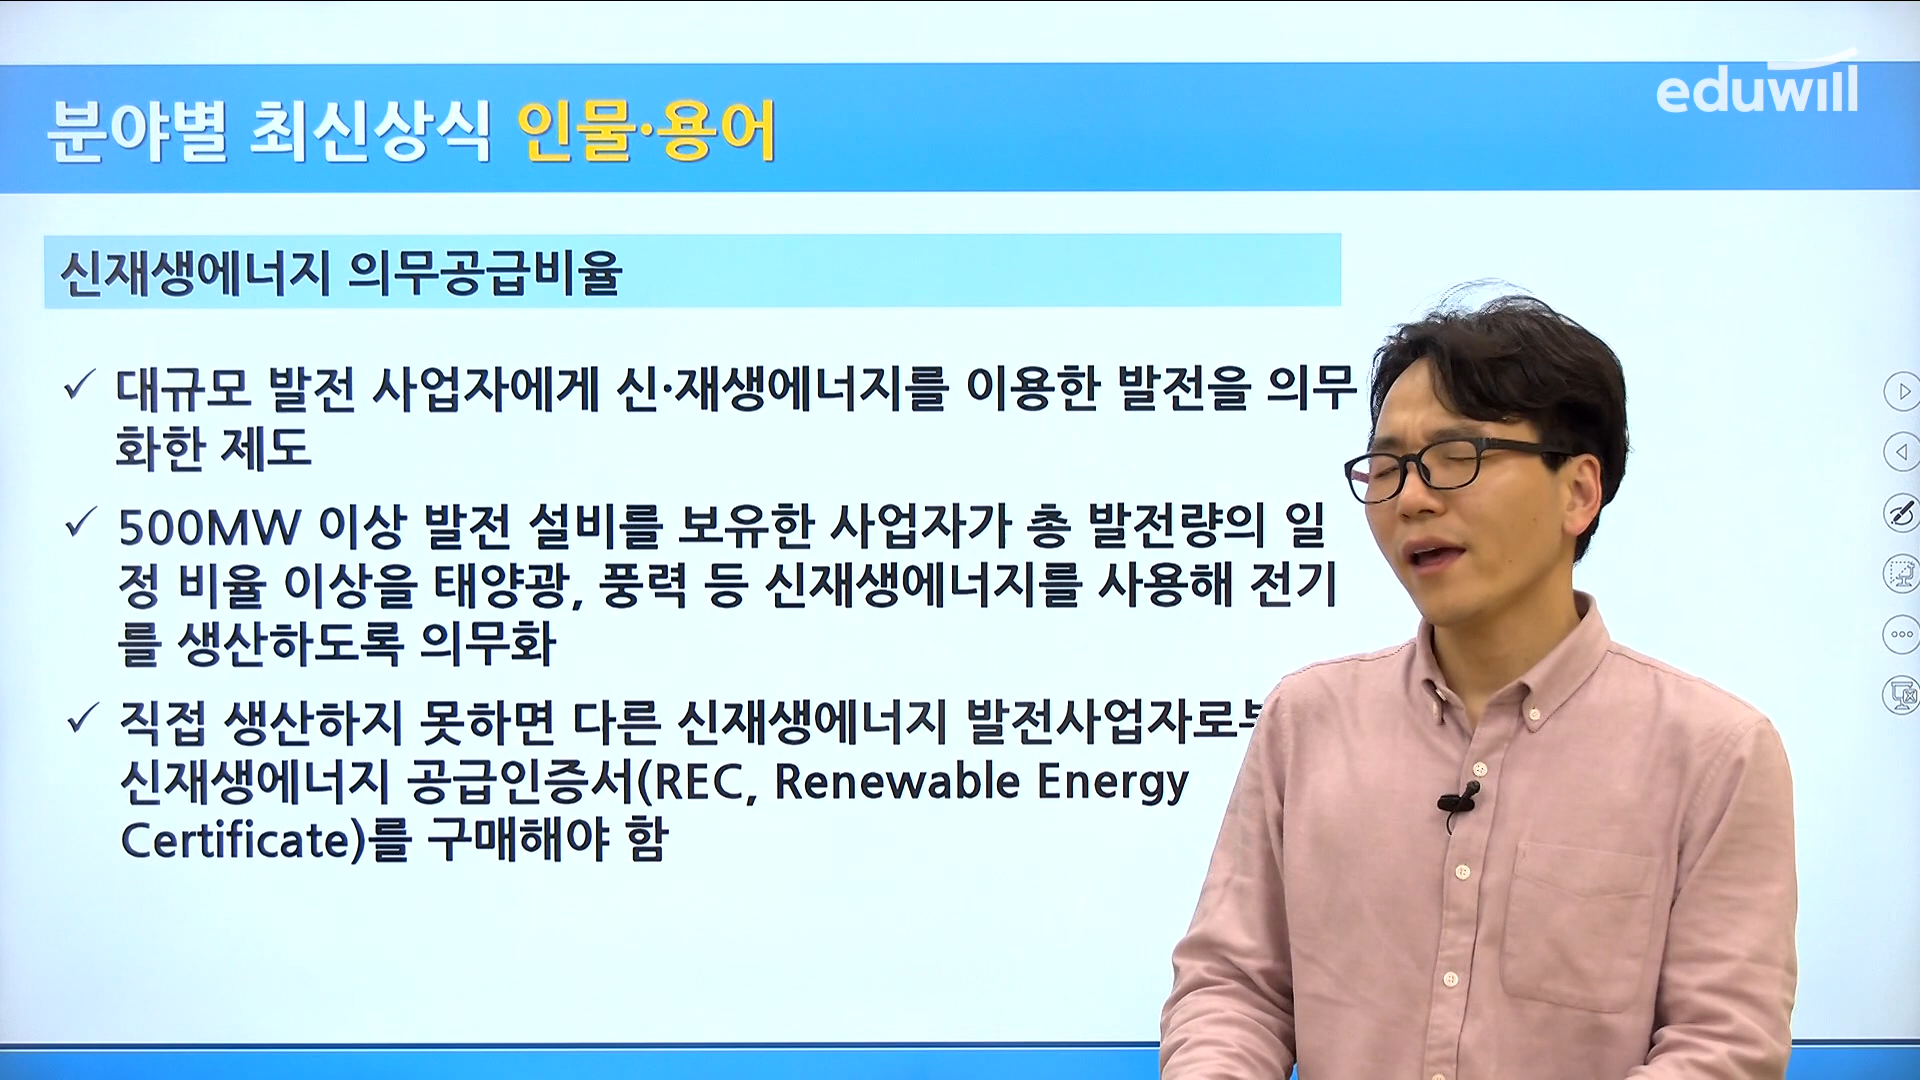 eduwill
분야별 최신상식 인물·용어
신재생에너지 의무공급비율
✓ 대규모 발전 사업자에게 신·재생에너지를 이용한 발전을 의무
화한 제도
✓ 500MW 이상 발전 설비를 보유한 사업자가 총 발전량의 일
정 비율 이상을 태양광, 풍력 등 신재생에너지를 사용해 전기
를 생산하도록 의무화
✓ 직접 생산하지 못하면 다른 신재생에너지
신재생에너지 공급인증서(REC, Renewable Energy
Certificate)를 구매해야 함